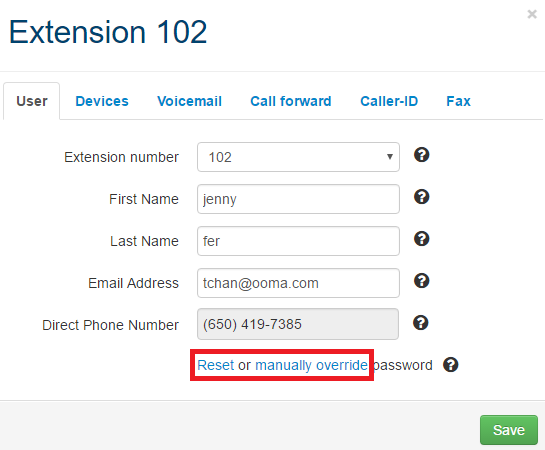 ×
Extension 102
User Devices Voicemail Call forward Caller-ID Fax
Extension number 102 ▼ ?
First Name jenny ?
Last Name fer ?
Email Address tchan@ooma.com ?
Direct Phone Number (650) 419-7385 ?
Reset or manually override password ?
Save